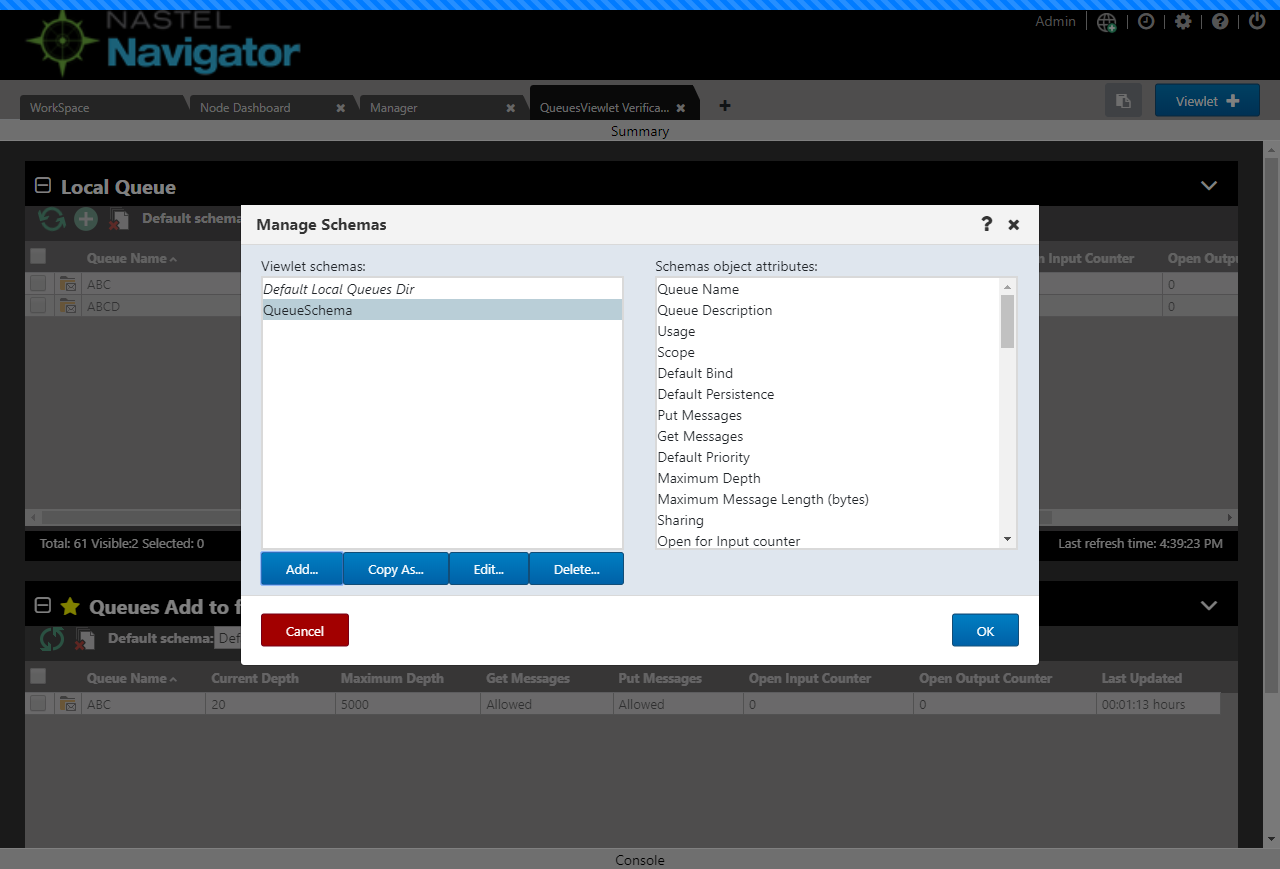 NASTEL
Navigator
Admin
WorkSpace
Node Dashboard
Manager
QueuesViewlet Verifica...
Viewlet
Summary
Local Queue
Default schema
Queue Name
n Input Counter
Open Outpu
ABC
0
ABCD
0
Manage Schemas
Viewlet schemas:
Default Local Queues Dir
QueueSchema
Schemas object attributes:
Queue Name
Queue Description
Usage
Scope
Default Bind
Default Persistence
Put Messages
Get Messages
Default Priority
Maximum Depth
Maximum Message Length (bytes)
Sharing
Open for Input counter
Add...
Copy As...
Edit...
Delete...
Cancel
OK
Total: 61 Visible:2 Selected: 0
Last refresh time: 4:39:23 PM
Queues Add to f
Default schema: Def
Queue Name
Current Depth
Maximum Depth
Get Messages
Put Messages
Open Input Counter
Open Output Counter
Last Updated
ABC
20
5000
Allowed
Allowed
0
0
00:01:13 hours
Console